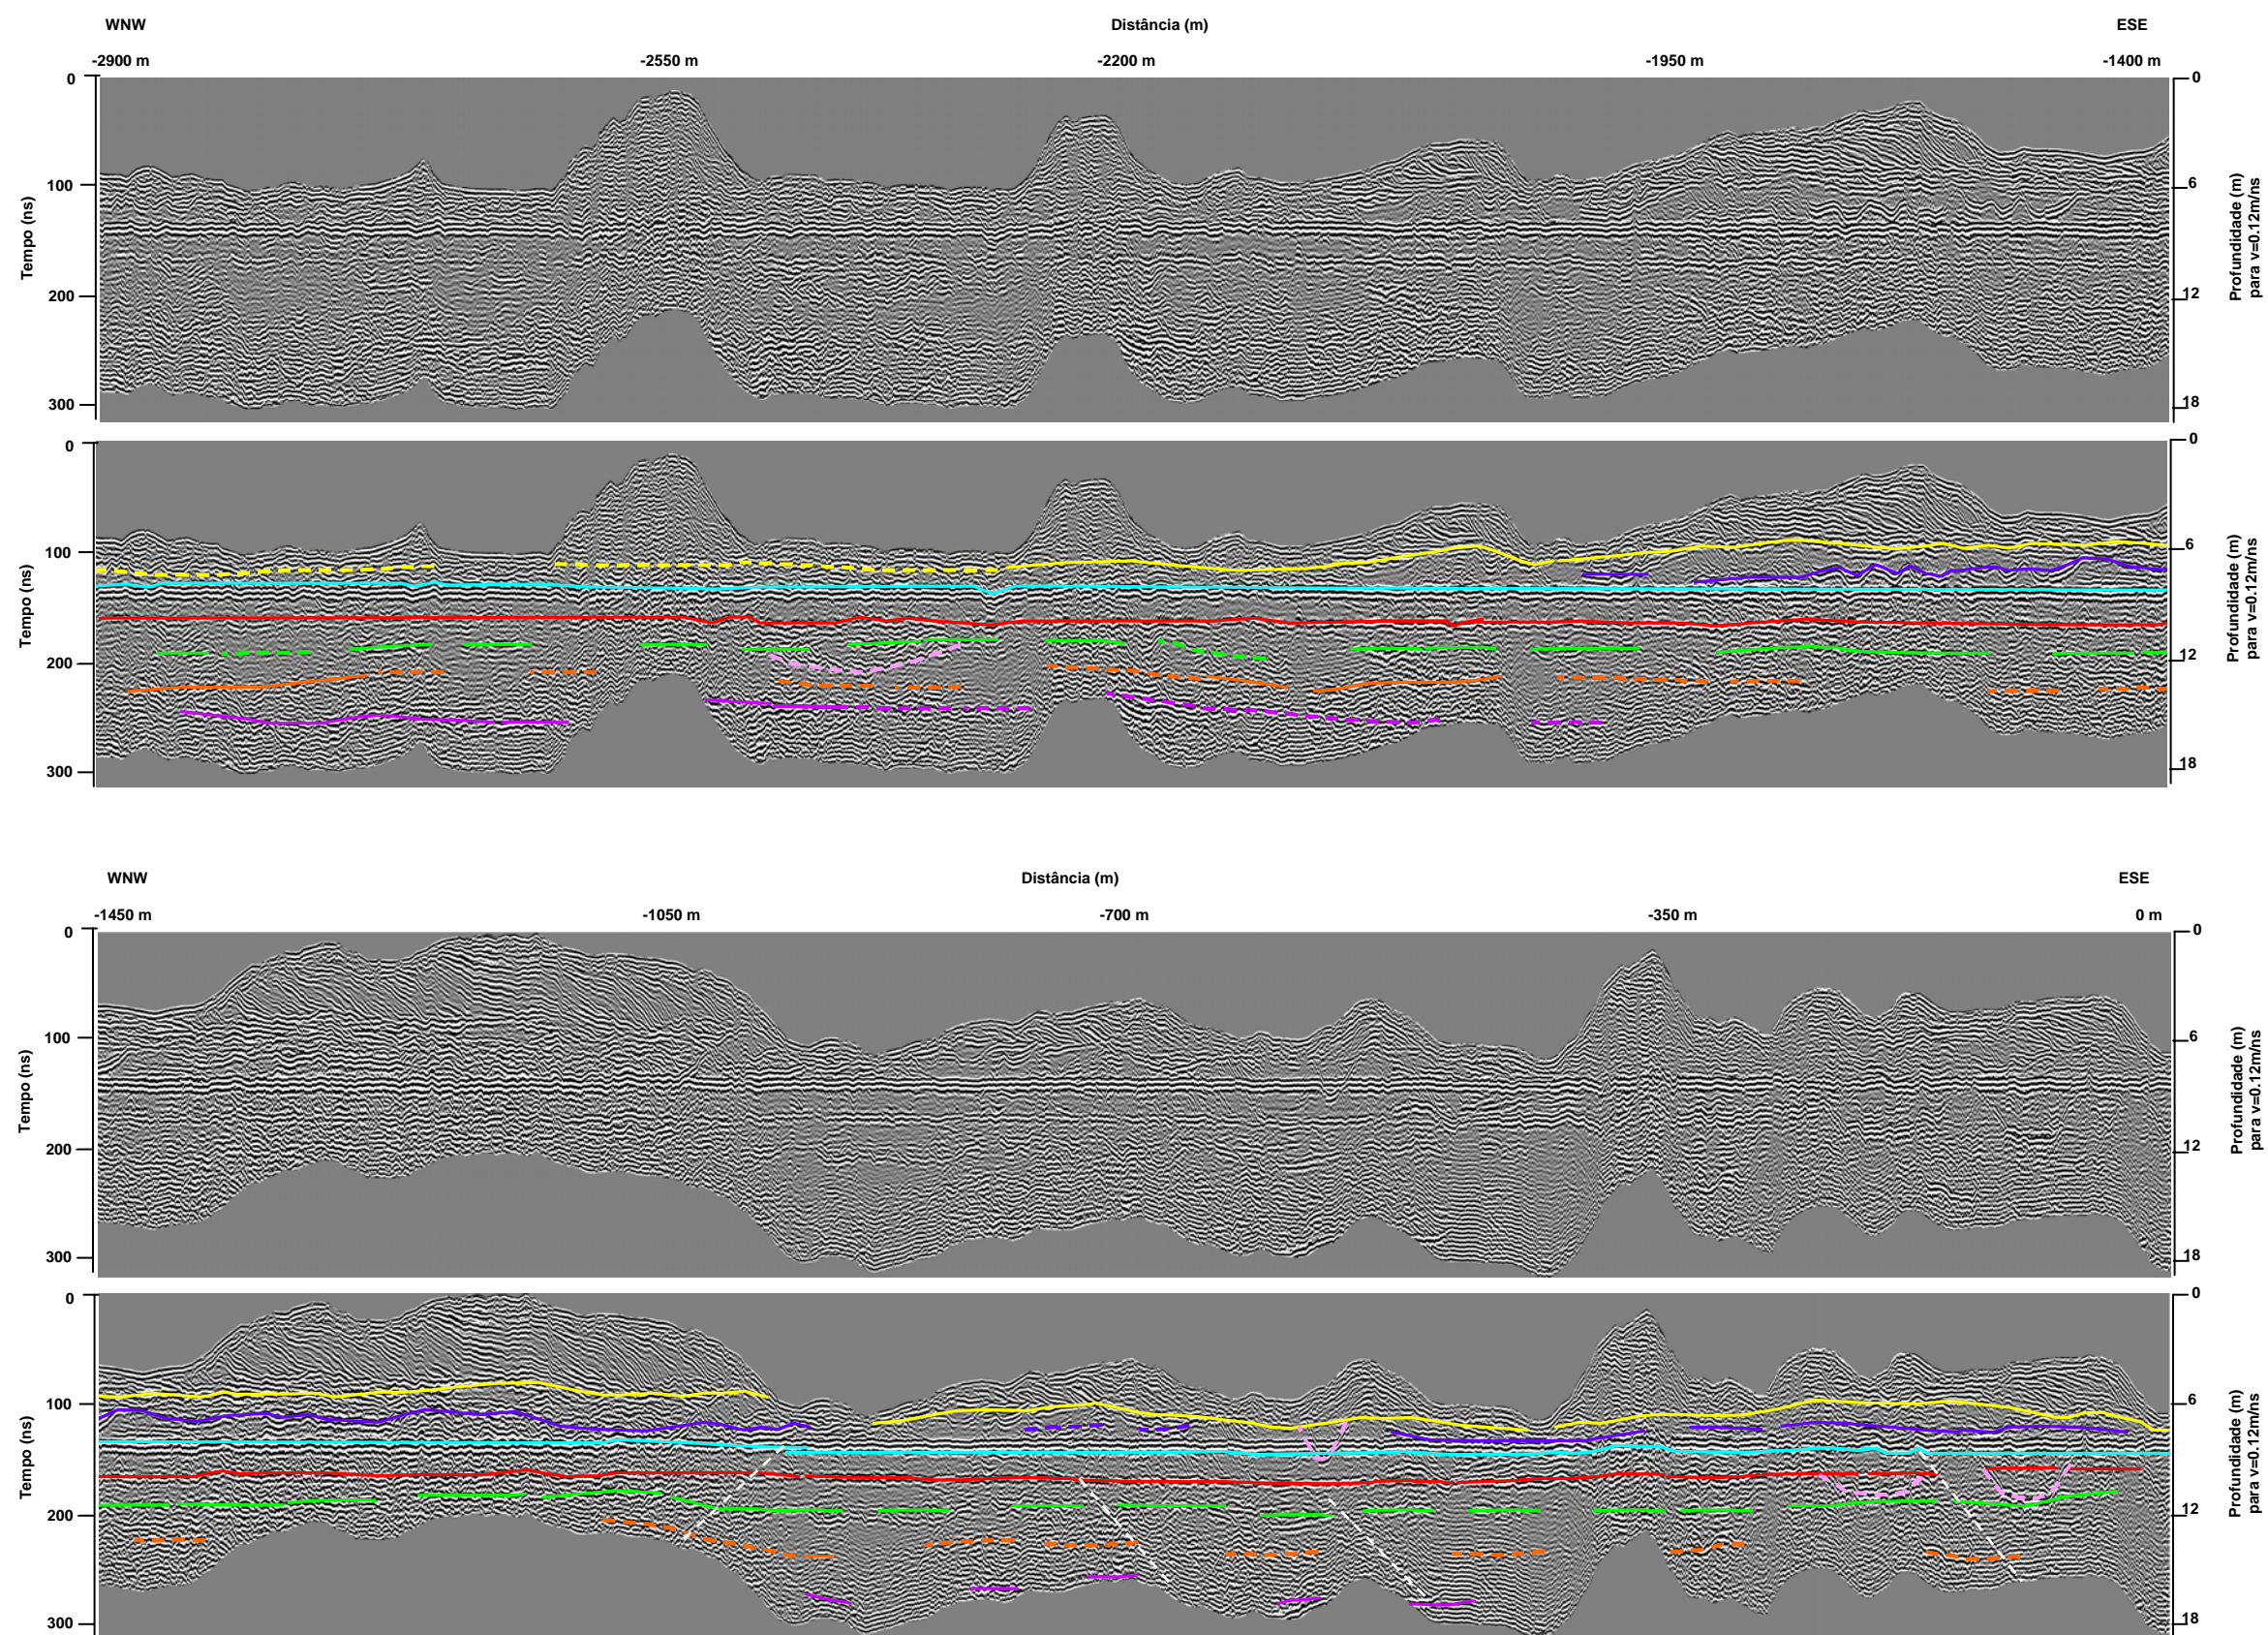 WNW Distância (m) ESE
-2900 m -2550 m -2200 m -1950 m -1400 m
0 0
100 6
200 12
300 18
Tempo (ns)
Profundidade (m)
para v=0.12m/ns
0 0
100 6
200 12
300 18
Tempo (ns)
Profundidade (m)
para v=0.12m/ns
WNW Distância (m) ESE
-1450 m -1050 m -700 m -350 m 0 m
0 0
100 6
200 12
300 18
Tempo (ns)
Profundidade (m)
para v=0.12m/ns
0 0
100 6
200 12
300 18
Tempo (ns)
Profundidade (m)
para v=0.12m/ns